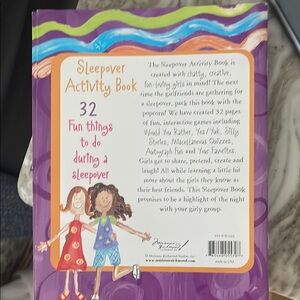 Sleepover
Activity Book
32
Fun things
to do
during a
sleepover
The Sleepover Activity Book is
created with chatty, creative,
fun-loving girls in mind! The next
time the girlfriends are gathering for
a sleepover, pack this book with the
popcorn! We have created 32 pages of
fun, interactive games including
Would You Rather, Yes/Yuk, Silly
Stories, Miscellaneous Quizzes,
Autograph Fun and Your Favorites.
Girls get to share, pretend, create and
laugh! All while learning a little bit
more about the girls they know as
their best friends. This Sleepover Book
promises to be a highlight of the night
with your girly group.
made in USA